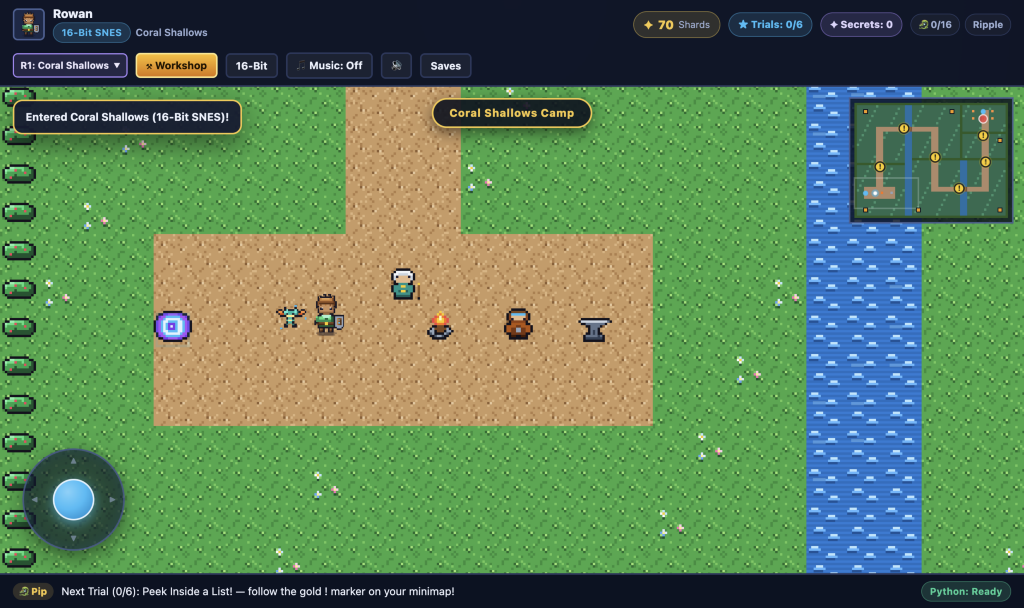 Rowan
16-Bit SNES Coral Shallows
70 Shards
Trials: 0/6
Secrets: 0
0/16
Ripple
R1: Coral Shallows
Workshop
16-Bit
Music: Off
Saves
Entered Coral Shallows (16-Bit SNES)!
Coral Shallows Camp
Pip
Next Trial (0/6): Peek Inside a List! — follow the gold ! marker on your minimap!
Python: Ready